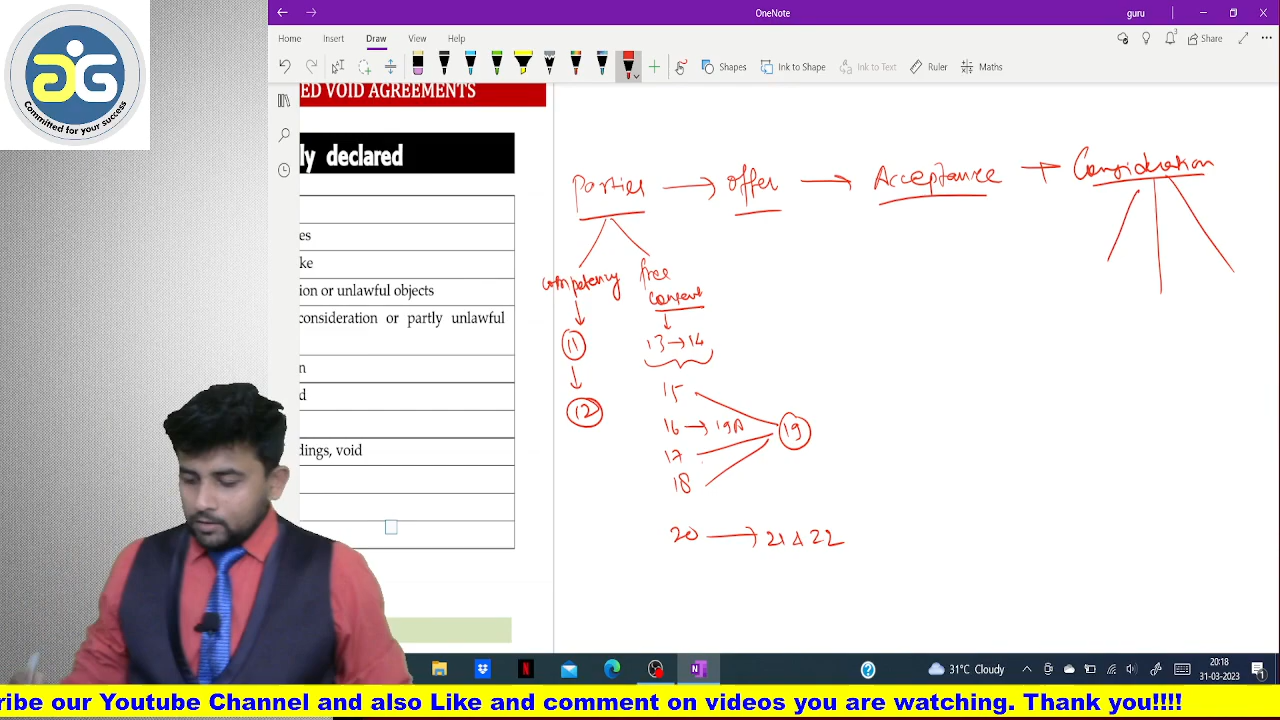 Committed for your success
OneNote
guru
Home
Insert
Draw
View
Help
3
Share
Shapes
Ink to Shape
Ink to Text
Ruler
Maths
ED VOID AGREEMENTS
ly declared
es
ke
ion or unlawful objects
consideration or partly unlawful
n
d
dings, void
Parties → offer → Acceptance → Consideration
competency
free
consent
11
12
13 → 14
15
16 → 19A
19
17
18
20 → 21 & 22
31°C Cloudy
20:18
31-03-2023
1
ribe our Youtube Channel and also Like and comment on videos you are watching. Thank you!!!!